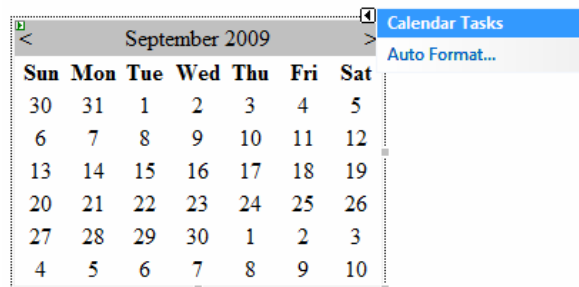 Calendar Tasks
< September 2009 >
Auto Format...
Sun Mon Tue Wed Thu Fri Sat
30 31 1 2 3 4 5
6 7 8 9 10 11 12
13 14 15 16 17 18 19
20 21 22 23 24 25 26
27 28 29 30 1 2 3
4 5 6 7 8 9 10